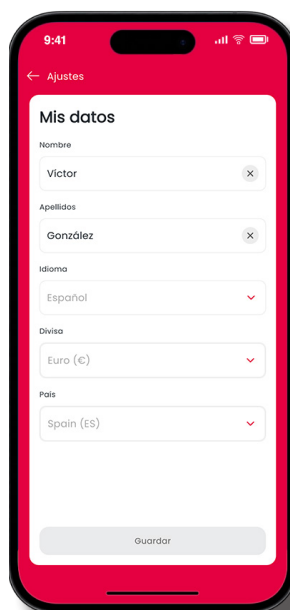 9:41
Ajustes
Mis datos
Nombre
Víctor
Apellidos
González
Idioma
Español
Divisa
Euro (€)
País
Spain (ES)
Guardar